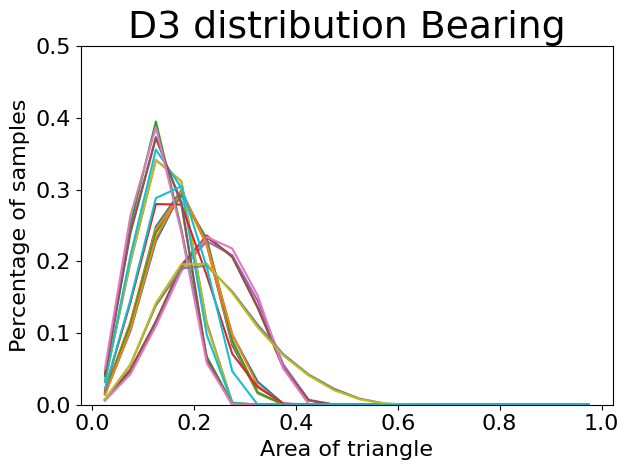 D3 distribution Bearing
0.5
0.4
0.3
0.2
0.1
0.0
Percentage of samples
0.0 0.2 0.4 0.6 0.8 1.0
Area of triangle